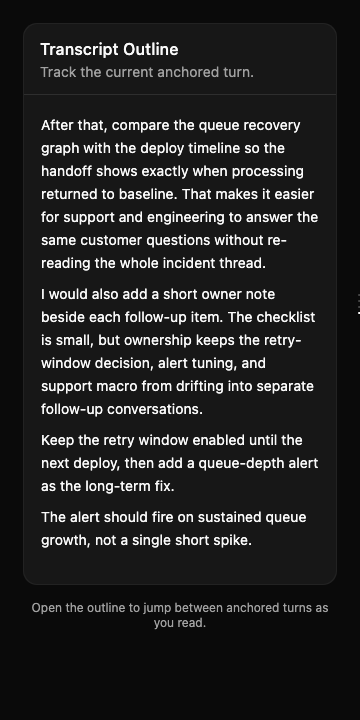 Transcript Outline
Track the current anchored turn.
After that, compare the queue recovery
graph with the deploy timeline so the
handoff shows exactly when processing
returned to baseline. That makes it easier
for support and engineering to answer the
same customer questions without re-
reading the whole incident thread.
I would also add a short owner note
beside each follow-up item. The checklist
is small, but ownership keeps the retry-
window decision, alert tuning, and
support macro from drifting into separate
follow-up conversations.
Keep the retry window enabled until the
next deploy, then add a queue-depth alert
as the long-term fix.
The alert should fire on sustained queue
growth, not a single short spike.
Open the outline to jump between anchored turns as
you read.